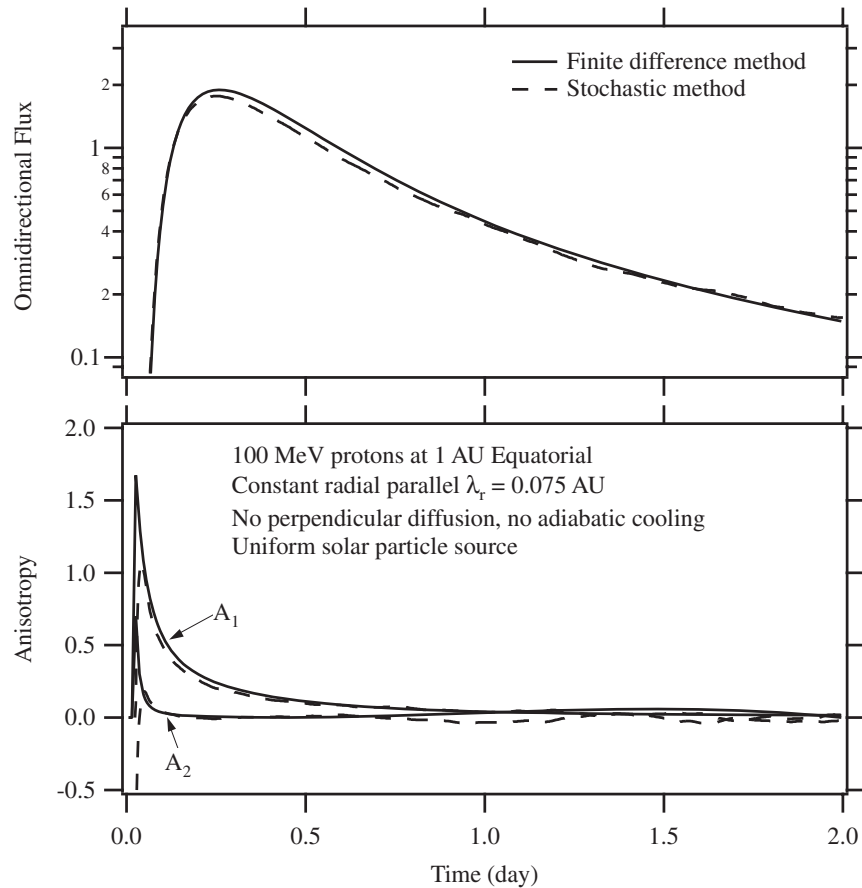 Finite difference method
Stochastic method
2
1
8
6
4
2
0.1
Omnidirectional Flux
2.0
1.5
1.0
0.5
0.0
-0.5
Anisotropy
100 MeV protons at 1 AU Equatorial
Constant radial parallel λr = 0.075 AU
No perpendicular diffusion, no adiabatic cooling
Uniform solar particle source
A1
A2
0.0 0.5 1.0 1.5 2.0
Time (day)